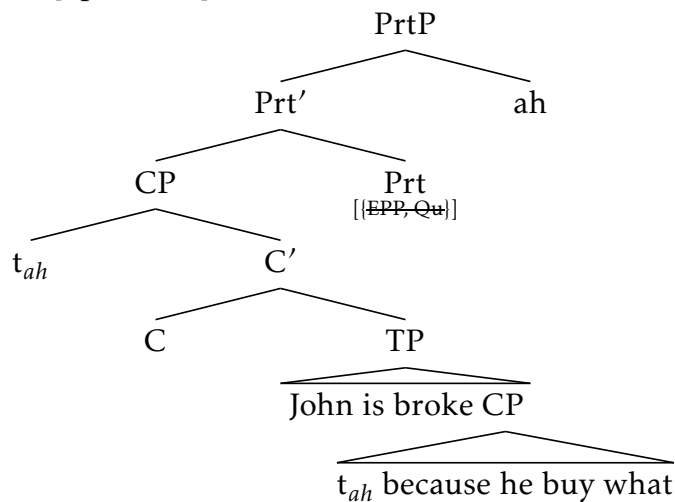 PrtP
Prt′ ah
CP Prt
[{EPP, Qu}]
t_ah C′
C TP
John is broke CP
t_ah because he buy what